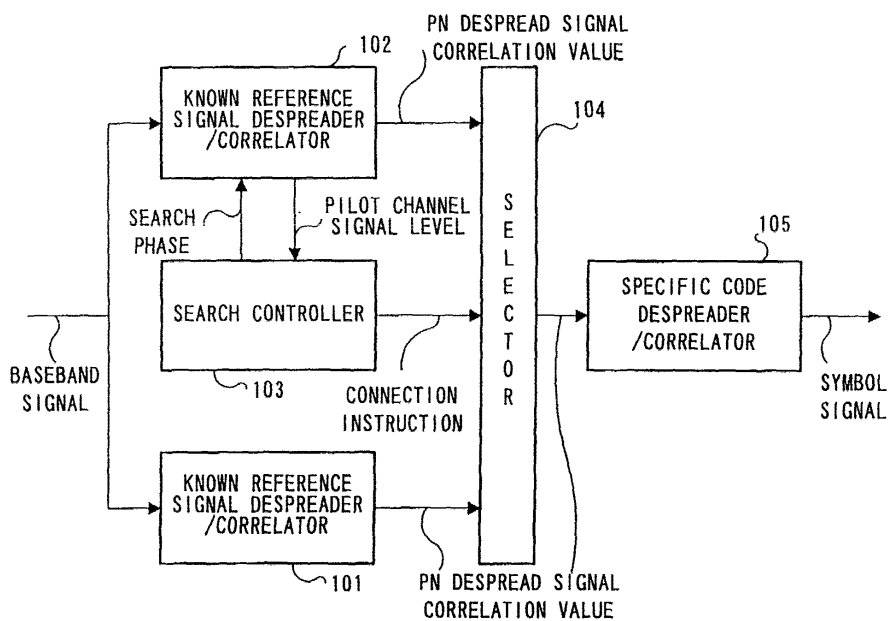 102
PN DESPREAD SIGNAL
CORRELATION VALUE
KNOWN REFERENCE
SIGNAL DESPREADER
/CORRELATOR
104
SEARCH
PHASE
PILOT CHANNEL
SIGNAL LEVEL
SELECTOR
105
SEARCH CONTROLLER
SPECIFIC CODE
DESPREADER
/CORRELATOR
BASEBAND
SIGNAL
103
CONNECTION
INSTRUCTION
SYMBOL
SIGNAL
KNOWN REFERENCE
SIGNAL DESPREADER
/CORRELATOR
101
PN DESPREAD SIGNAL
CORRELATION VALUE